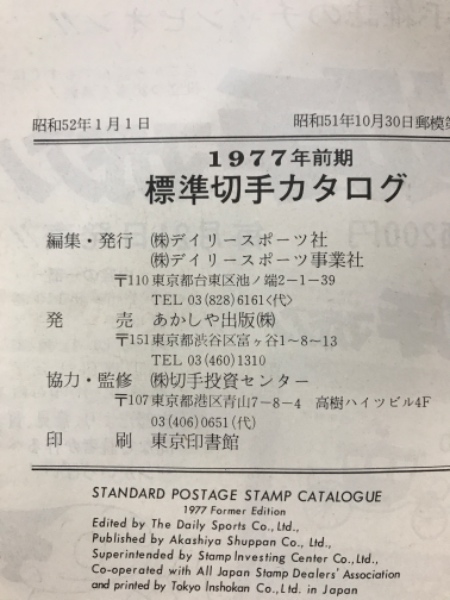 昭和52年1月1日
昭和51年10月30日郵模第
1977年前期
標準切手カタログ
編集・発行 ㈱デイリースポーツ社
㈱デイリースポーツ事業社
〒110 東京都台東区池ノ端2-1-39
TEL 03(828)6161<代>
発 売 あかしや出版㈱
〒151 東京都渋谷区富ヶ谷1~8~13
TEL 03(460)1310
協力・監修 ㈱切手投資センター
〒107 東京都港区青山7-8-4 高樹ハイツビル4F
03(406)0651(代)
印 刷 東京印書館
STANDARD POSTAGE STAMP CATALOGUE
1977 Former Edition
Edited by The Daily Sports Co., Ltd.,
Published by Akashiya Shuppan Co., Ltd.,
Superintended by Stamp Investing Center Co., Ltd.,
Co-operated with All Japan Stamp Dealers' Association
and printed by Tokyo Inshokan Co., Ltd. in Japan